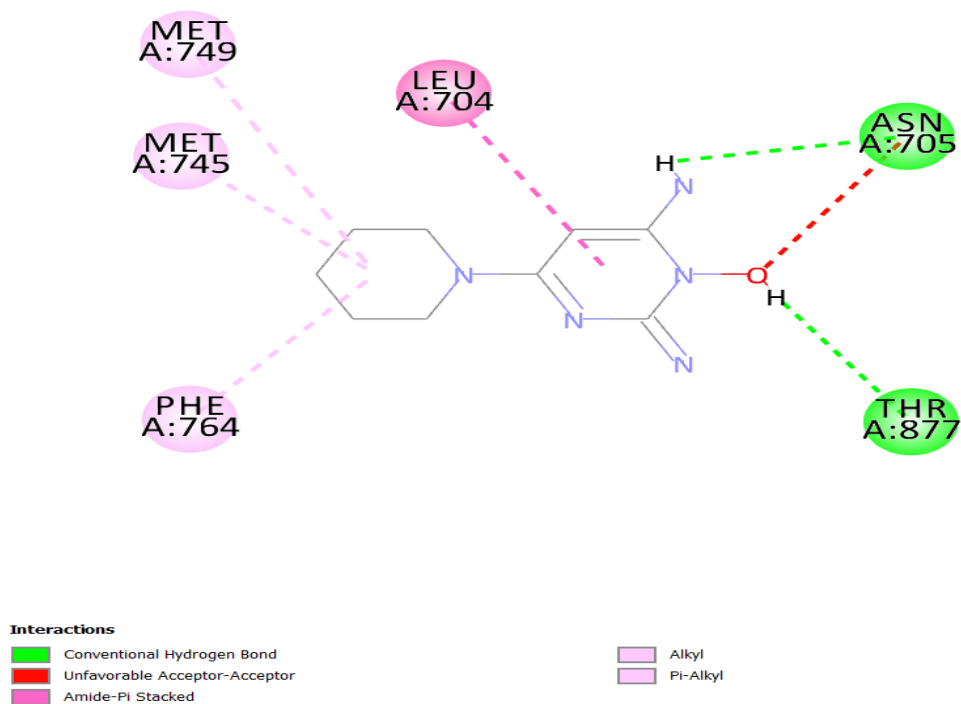 MET
A:749
LEU
A:704
MET
A:745
ASN
A:705
H
N
N
N
O
H
N
N
PHE
A:764
THR
A:877
Interactions
Conventional Hydrogen Bond
Unfavorable Acceptor-Acceptor
Amide-Pi Stacked
Alkyl
Pi-Alkyl